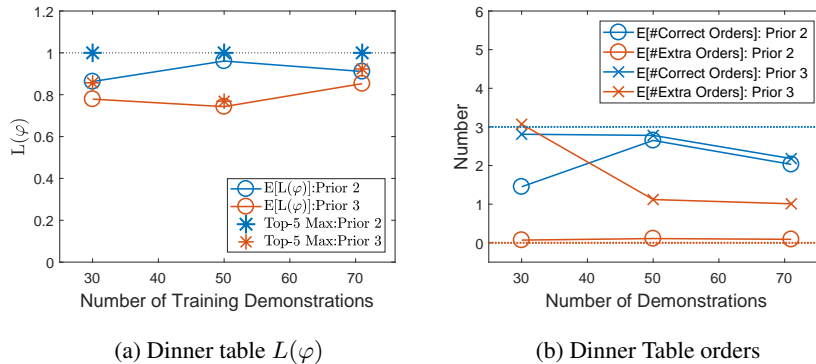 1.2
1
0.8
0.6
0.4
0.2
0
L(φ)
30 40 50 60 70
Number of Training Demonstrations
E[L(φ)]:Prior 2
E[L(φ)]:Prior 3
Top-5 Max:Prior 2
Top-5 Max:Prior 3
(a) Dinner table L(φ)
6
5
4
3
2
1
0
Number
30 40 50 60 70
Number of Demonstrations
E[#Correct Orders]: Prior 2
E[#Extra Orders]: Prior 2
E[#Correct Orders]: Prior 3
E[#Extra Orders]: Prior 3
(b) Dinner Table orders